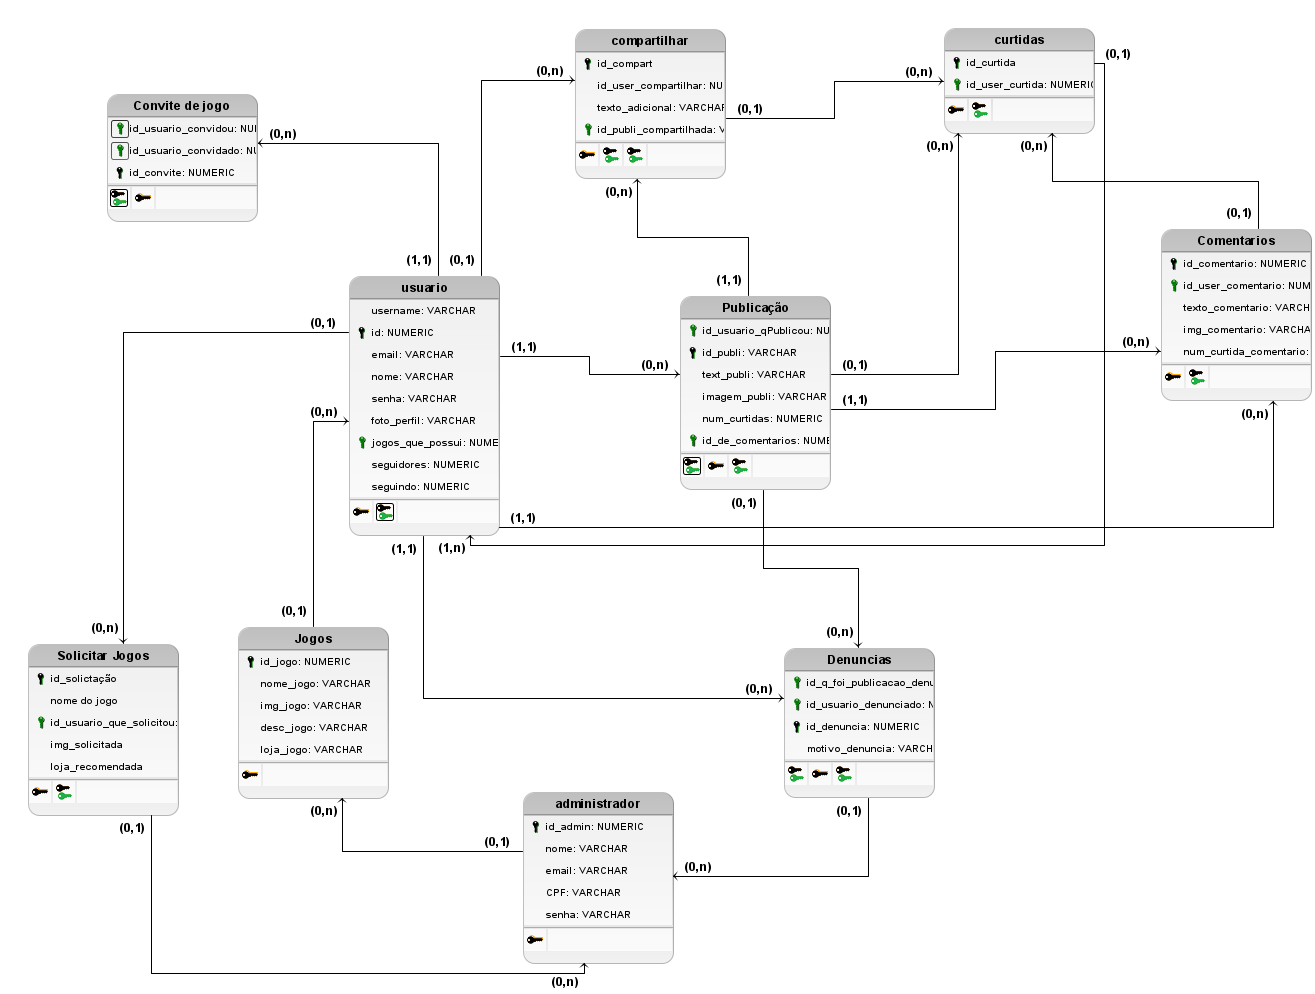 compartilhar
id_compart
id_user_compartilhar: NU
texto_adicional: VARCHAR
id_publi_compartilhada: V
(0,n)
(0,1)
(0,n)
curtidas
id_curtida
id_user_curtida: NUMERIC
(0,n)
(0,1)
(0,n)
(0,n)
Convite de jogo
id_usuario_convidou: NUI
id_usuario_convidado: NU
id_convite: NUMERIC
(0,n)
(1,1)
(0,1)
Comentarios
id_comentario: NUMERIC
id_user_comentario: NUM
texto_comentario: VARCH
img_comentario: VARCHA
num_curtida_comentario:
(0,1)
(0,n)
(0,n)
usuario
username: VARCHAR
id: NUMERIC
email: VARCHAR
nome: VARCHAR
senha: VARCHAR
foto_perfil: VARCHAR
jogos_que_possui: NUME
seguidores: NUMERIC
seguindo: NUMERIC
(0,1)
(0,n)
(1,1)
(1,1)
(1,1)
(1,n)
Publicação
id_usuario_qPublicou: NU
id_publi: VARCHAR
text_publi: VARCHAR
imagem_publi: VARCHAR
num_curtidas: NUMERIC
id_de_comentarios: NUME
(1,1)
(0,n)
(0,1)
(1,1)
(0,1)
Solicitar Jogos
id_solictação
nome do jogo
id_usuario_que_solicitou:
img_solicitada
loja_recomendada
(0,n)
(0,1)
Jogos
id_jogo: NUMERIC
nome_jogo: VARCHAR
img_jogo: VARCHAR
desc_jogo: VARCHAR
loja_jogo: VARCHAR
(0,1)
(0,n)
Denuncias
id_q_foi_publicacao_denu
id_usuario_denunciado: N
id_denuncia: NUMERIC
motivo_denuncia: VARCH
(0,n)
(0,n)
(0,1)
administrador
id_admin: NUMERIC
nome: VARCHAR
email: VARCHAR
CPF: VARCHAR
senha: VARCHAR
(0,1)
(0,n)
(0,n)